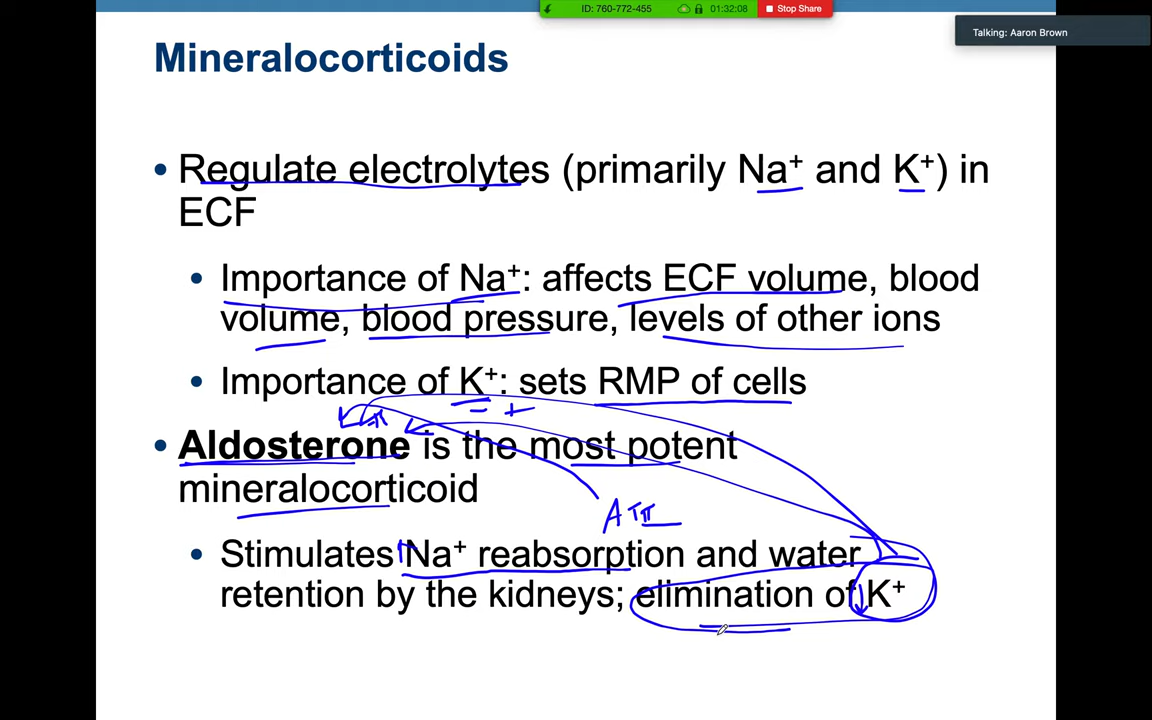 ID: 760-772-455
01:32:08
Stop Share
Talking: Aaron Brown
Mineralocorticoids
• Regulate electrolytes (primarily Na+ and K+) in
ECF
• Importance of Na+: affects ECF volume, blood
volume, blood pressure, levels of other ions
• Importance of K+: sets RMP of cells
• Aldosterone is the most potent
mineralocorticoid
ATII
• Stimulates ↑Na+ reabsorption and water
retention by the kidneys; elimination of ↓K+